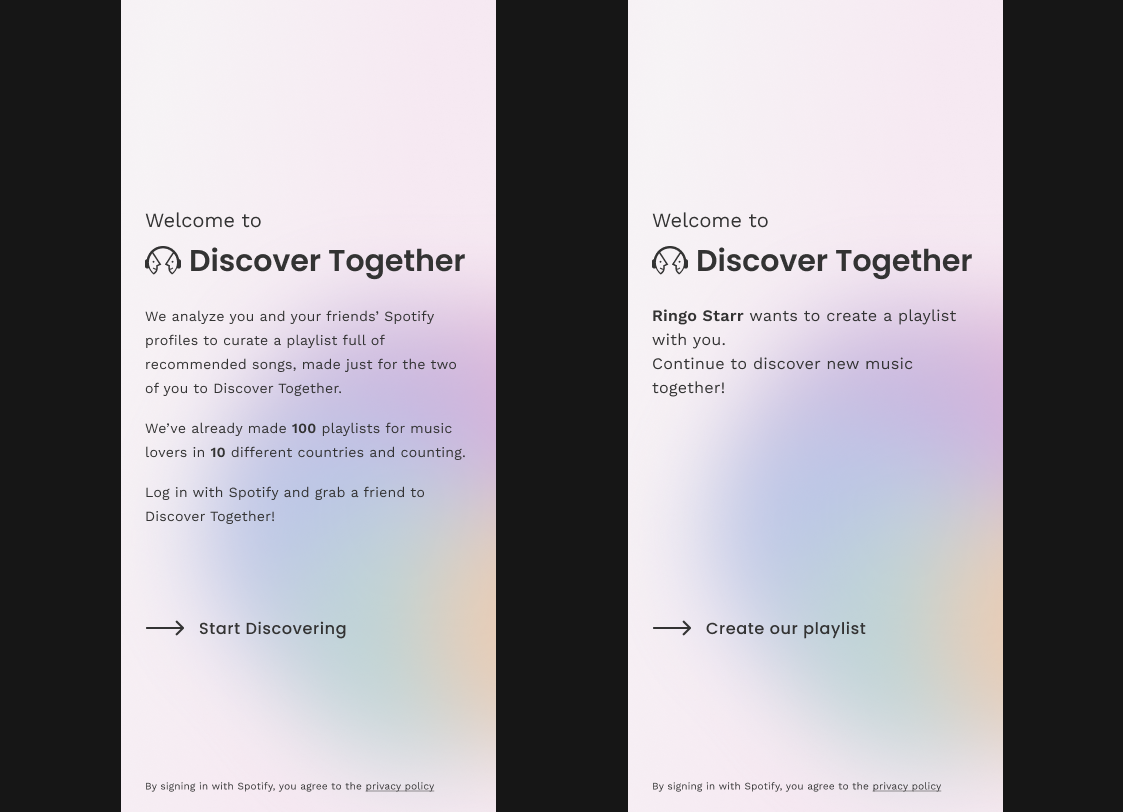 Welcome to
Discover Together
We analyze you and your friends’ Spotify
profiles to curate a playlist full of
recommended songs, made just for the two
of you to Discover Together.
We’ve already made 100 playlists for music
lovers in 10 different countries and counting.
Log in with Spotify and grab a friend to
Discover Together!
Start Discovering
By signing in with Spotify, you agree to the privacy policy
Welcome to
Discover Together
Ringo Starr wants to create a playlist
with you.
Continue to discover new music
together!
Create our playlist
By signing in with Spotify, you agree to the privacy policy